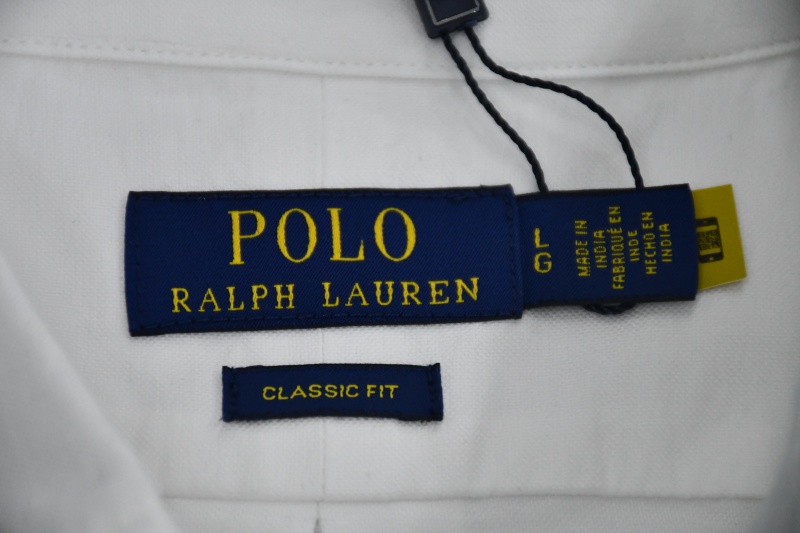 POLO
RALPH LAUREN
L
G
MADE IN
INDIA
FABRIQUÉ EN
INDE
HECHO EN
INDIA
CLASSIC FIT